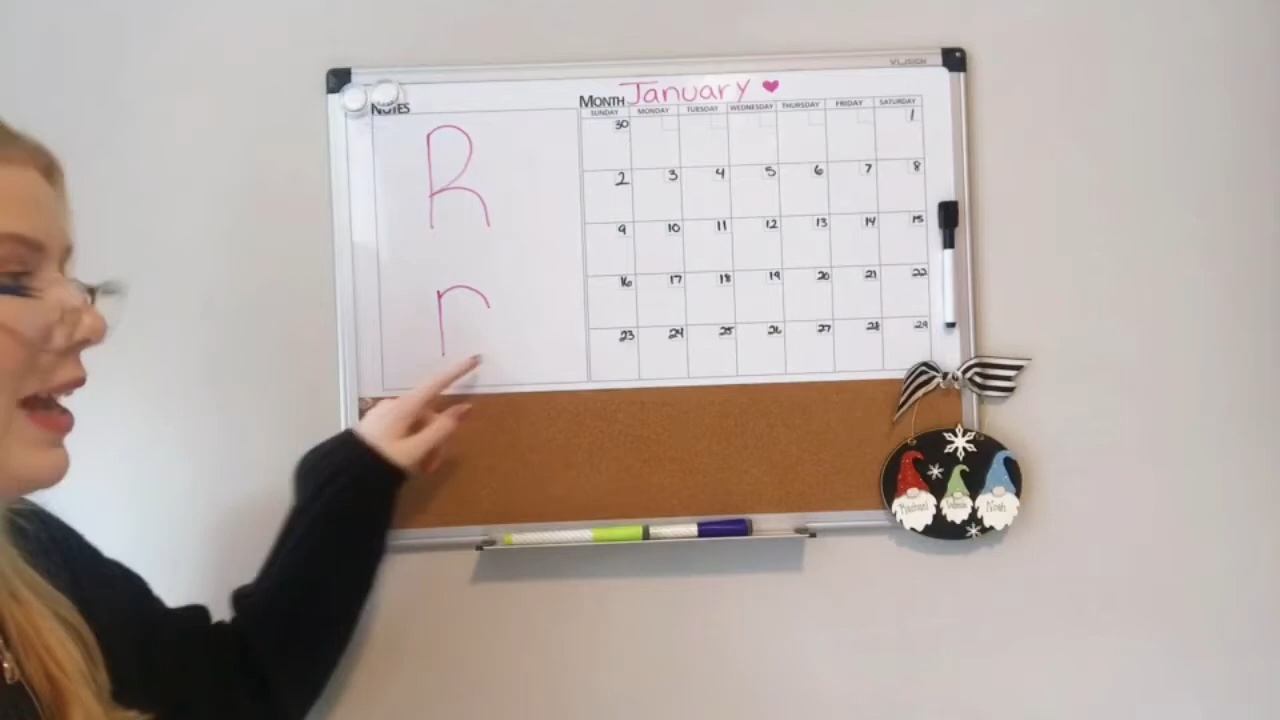 VIJSIGN
NOTES
R
r
MONTH January
SUNDAY MONDAY TUESDAY WEDNESDAY THURSDAY FRIDAY SATURDAY
30 1
2 3 4 5 6 7 8
9 10 11 12 13 14 15
16 17 18 19 20 21 22
23 24 25 26 27 28 29
Noah